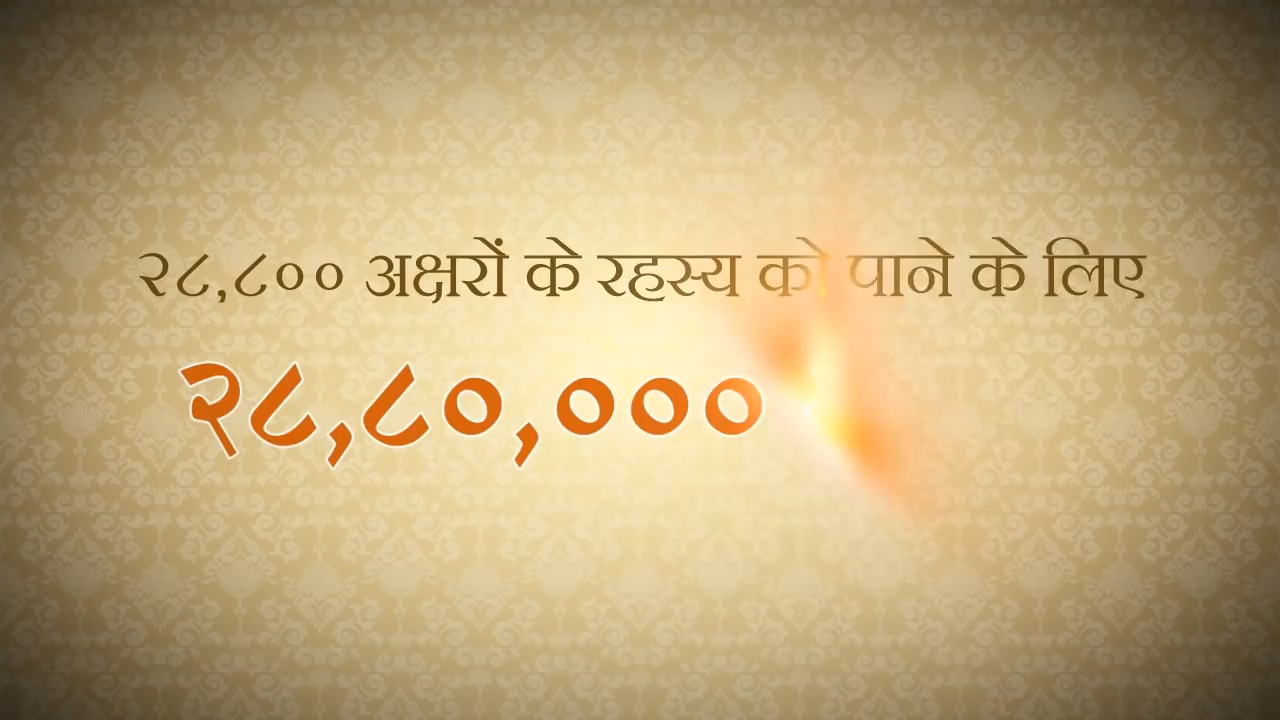 २८,८०० अक्षरों के रहस्य को पाने के लिए
२८,८०,०००